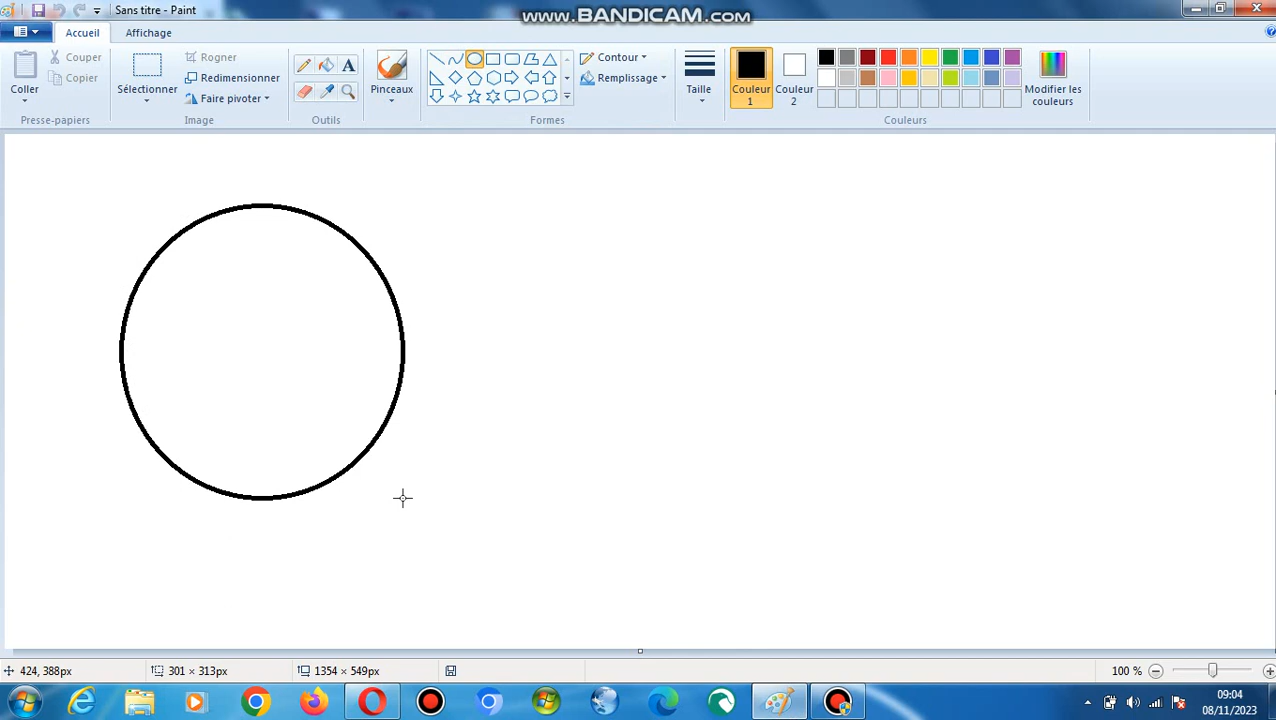 Sans titre - Paint
www.BANDICAM.com
Accueil
Affichage
Coller
Couper
Copier
Presse-papiers
Sélectionner
Rogner
Redimensionner
Faire pivoter
Image
A
Outils
Pinceaux
Formes
Contour
Remplissage
Taille
Couleur
1
Couleur
2
Modifier les
couleurs
Couleurs
424, 388px
301 × 313px
1354 × 549px
100 %
09:04
08/11/2023